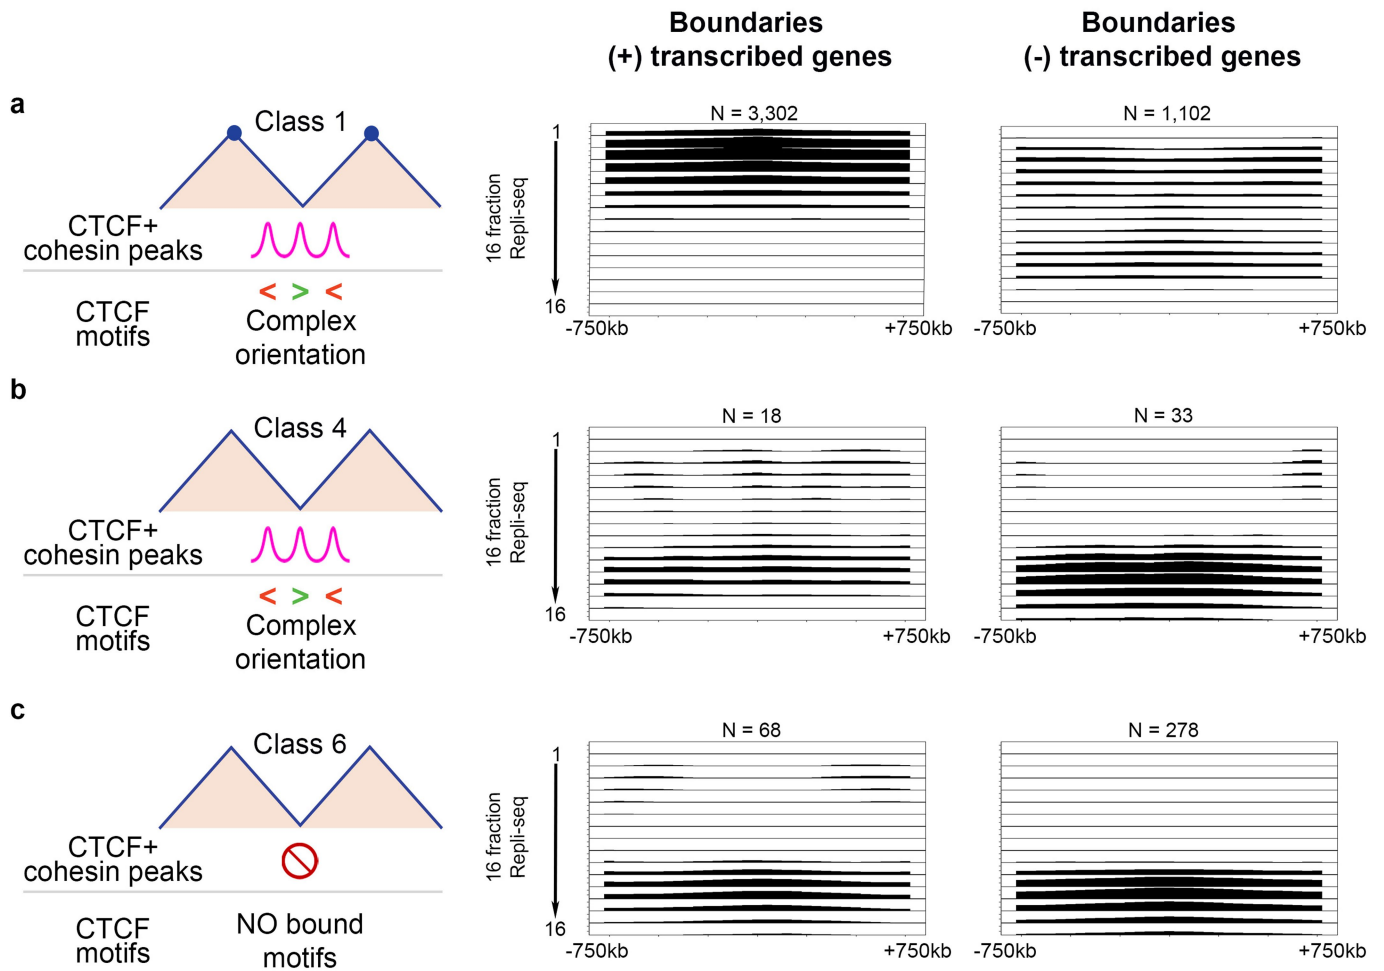 Boundaries
(+) transcribed genes
Boundaries
(-) transcribed genes
a
Class 1
CTCF+
cohesin peaks
CTCF
motifs
< > <
Complex
orientation
16 fraction
Repli-seq
1
16
N = 3,302
-750kb
+750kb
N = 1,102
-750kb
+750kb
b
Class 4
CTCF+
cohesin peaks
CTCF
motifs
< > <
Complex
orientation
16 fraction
Repli-seq
1
16
N = 18
-750kb
+750kb
N = 33
-750kb
+750kb
c
Class 6
CTCF+
cohesin peaks
CTCF
motifs
NO bound
motifs
16 fraction
Repli-seq
1
16
N = 68
-750kb
+750kb
N = 278
-750kb
+750kb